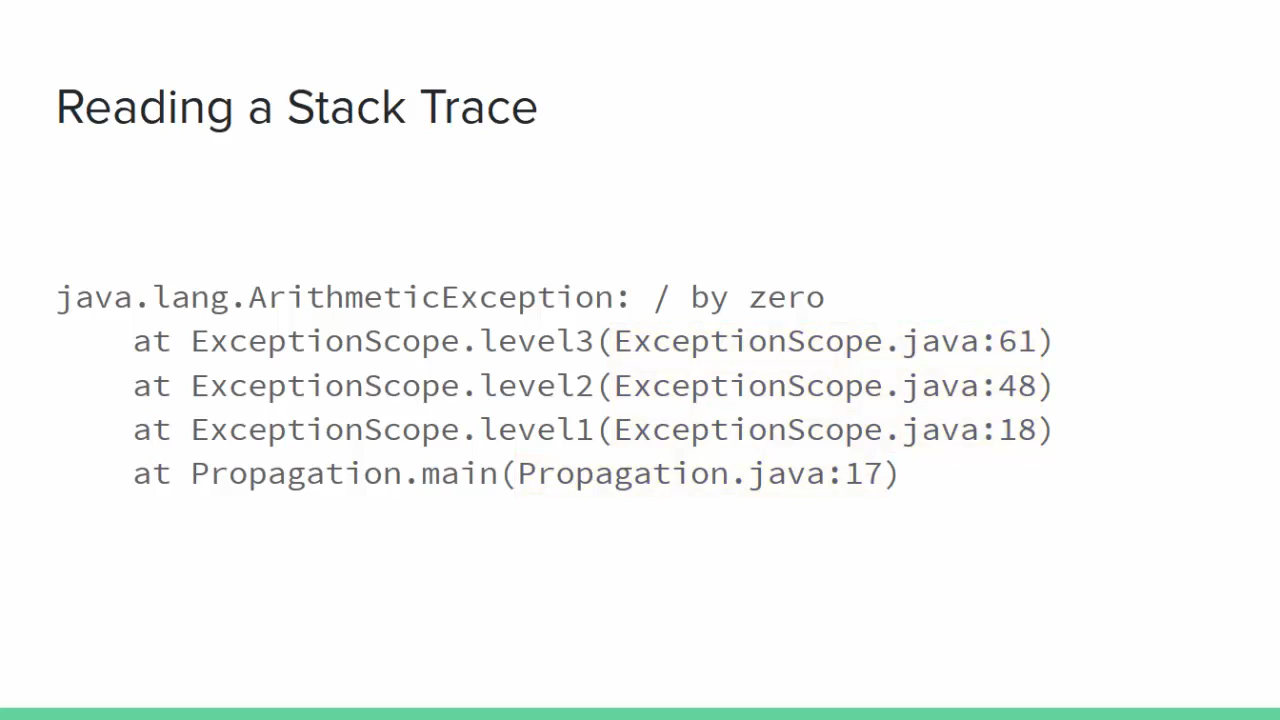 Reading a Stack Trace
java.lang.ArithmeticException: / by zero
at ExceptionScope.level3(ExceptionScope.java:61)
at ExceptionScope.level2(ExceptionScope.java:48)
at ExceptionScope.level1(ExceptionScope.java:18)
at Propagation.main(Propagation.java:17)